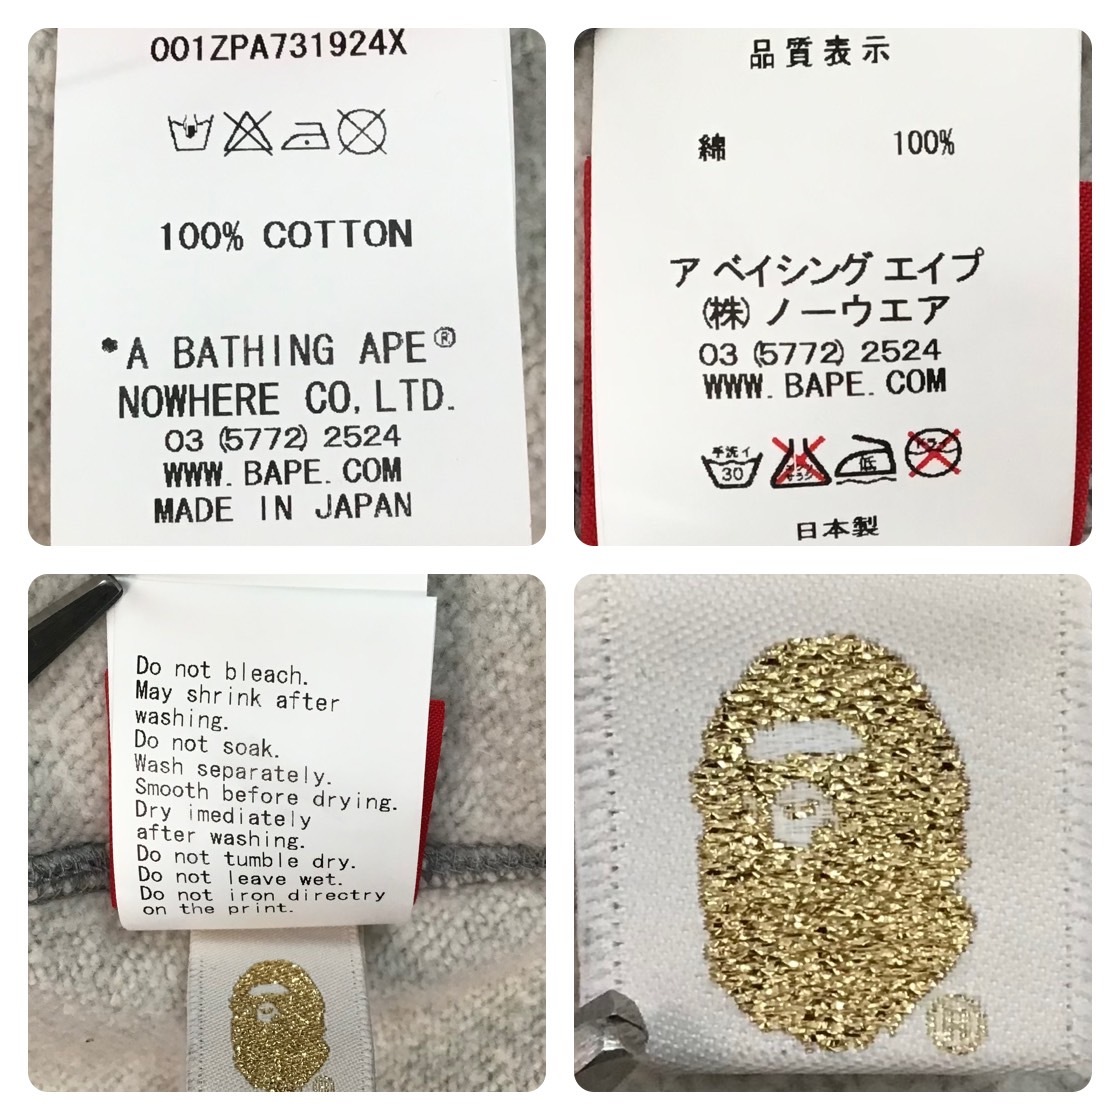 001ZPA731924X
100% COTTON
*A BATHING APE®
NOWHERE CO, LTD.
03 (5772) 2524
WWW. BAPE. COM
MADE IN JAPAN
品質表示
綿 100%
ア ベイシング エイプ
(株) ノーウエア
03 (5772) 2524
WWW. BAPE. COM
手洗イ
30
低
日本製
Do not bleach.
May shrink after
washing.
Do not soak.
Wash separately.
Smooth before drying.
Dry imediately
after washing.
Do not tumble dry.
Do not leave wet.
Do not iron directry
on the print.